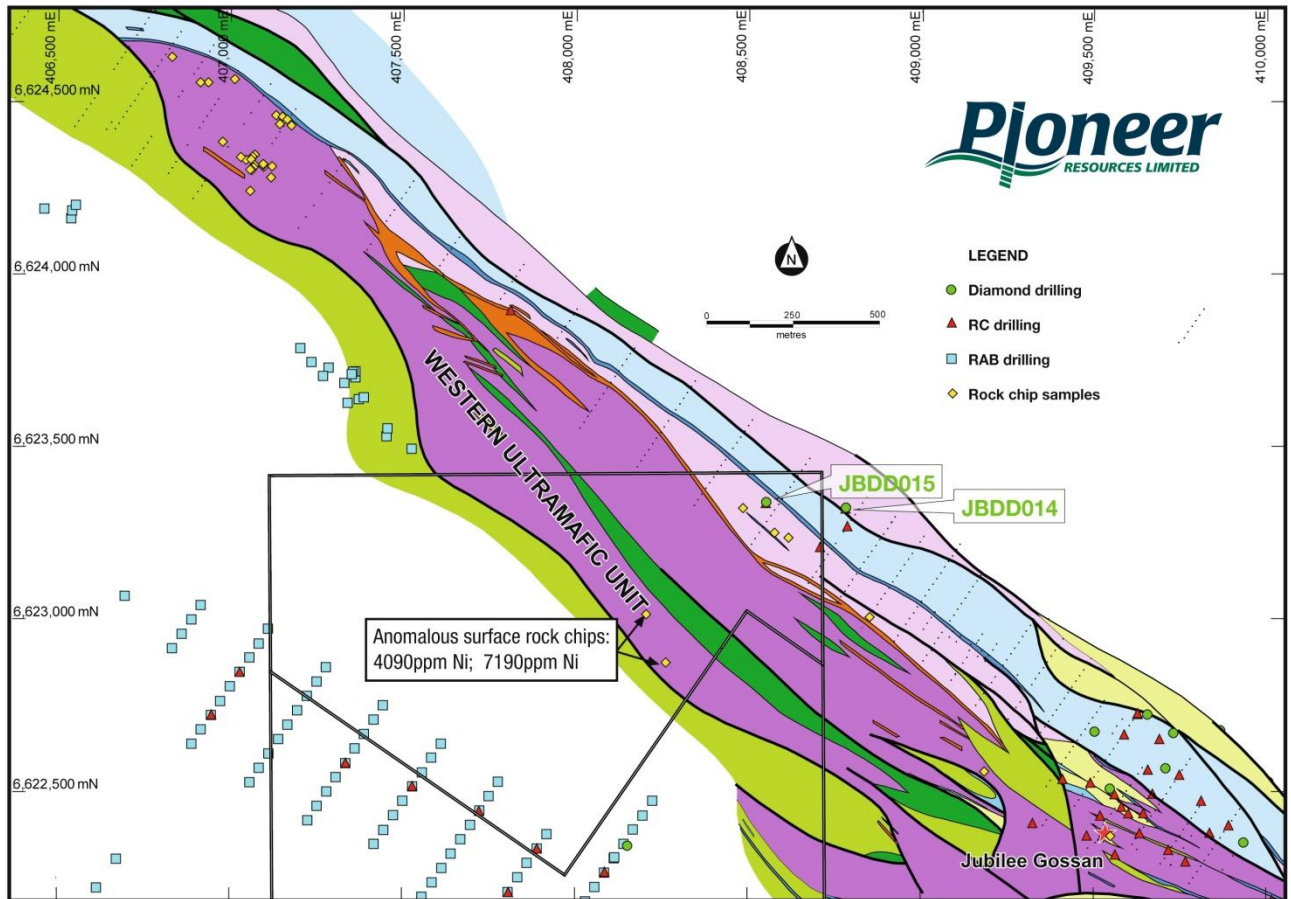 406,500 mE
407,000 mE
407,500 mE
408,000 mE
408,500 mE
409,000 mE
409,500 mE
410,000 mE
6,624,500 mN
Pioneer
RESOURCES LIMITED
N
LEGEND
Diamond drilling
RC drilling
RAB drilling
Rock chip samples
6,624,000 mN
0 250 500
metres
WESTERN ULTRAMAFIC UNIT
6,623,500 mN
JBDD015
JBDD014
6,623,000 mN
Anomalous surface rock chips:
4090ppm Ni; 7190ppm Ni
6,622,500 mN
Jubilee Gossan